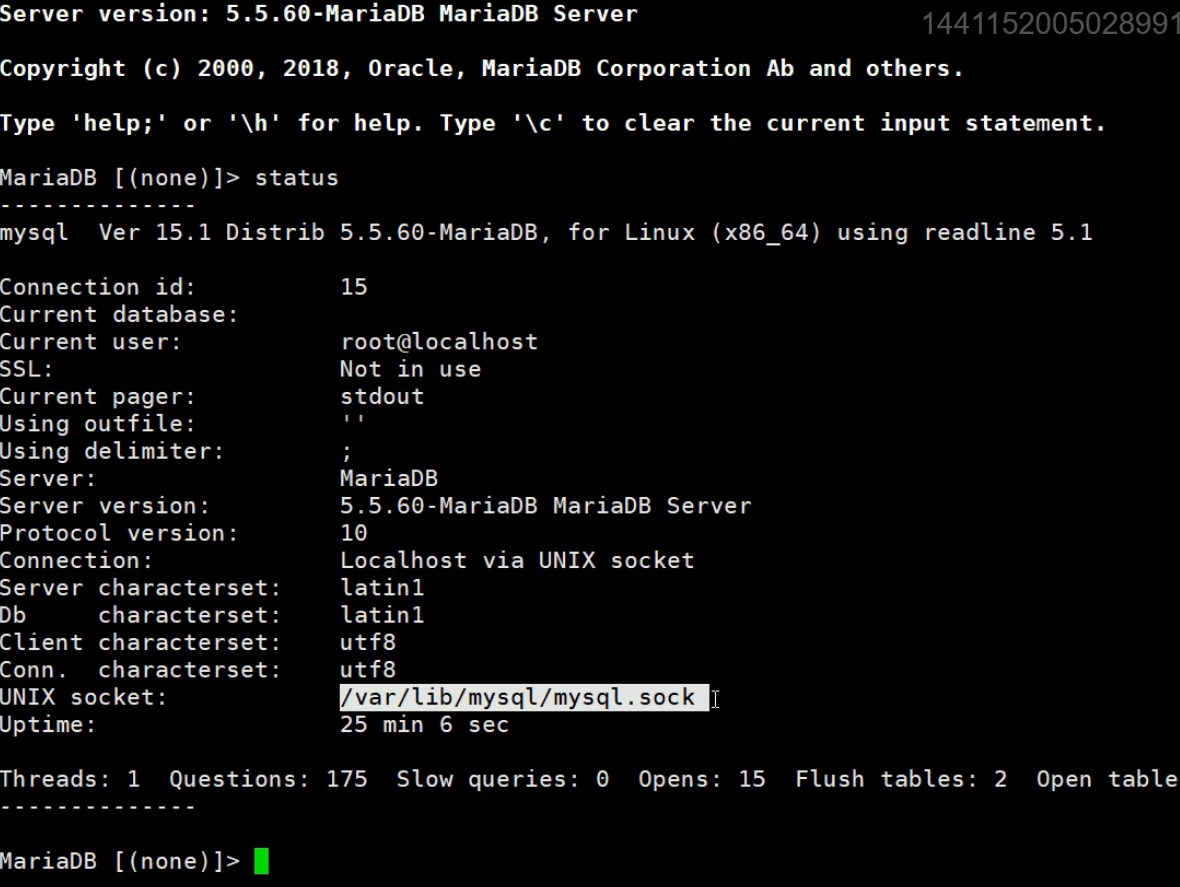 Server version: 5.5.60-MariaDB MariaDB Server
1441152005028991
Copyright (c) 2000, 2018, Oracle, MariaDB Corporation Ab and others.
Type 'help;' or '\h' for help. Type '\c' to clear the current input statement.
MariaDB [(none)]> status
--------------
mysql  Ver 15.1 Distrib 5.5.60-MariaDB, for Linux (x86_64) using readline 5.1
Connection id:          15
Current database:
Current user:           root@localhost
SSL:                    Not in use
Current pager:          stdout
Using outfile:          ''
Using delimiter:        ;
Server:                 MariaDB
Server version:         5.5.60-MariaDB MariaDB Server
Protocol version:       10
Connection:             Localhost via UNIX socket
Server characterset:    latin1
Db     characterset:    latin1
Client characterset:    utf8
Conn.  characterset:    utf8
UNIX socket:            /var/lib/mysql/mysql.sock
Uptime:                 25 min 6 sec
Threads: 1  Questions: 175  Slow queries: 0  Opens: 15  Flush tables: 2  Open table
--------------
MariaDB [(none)]>